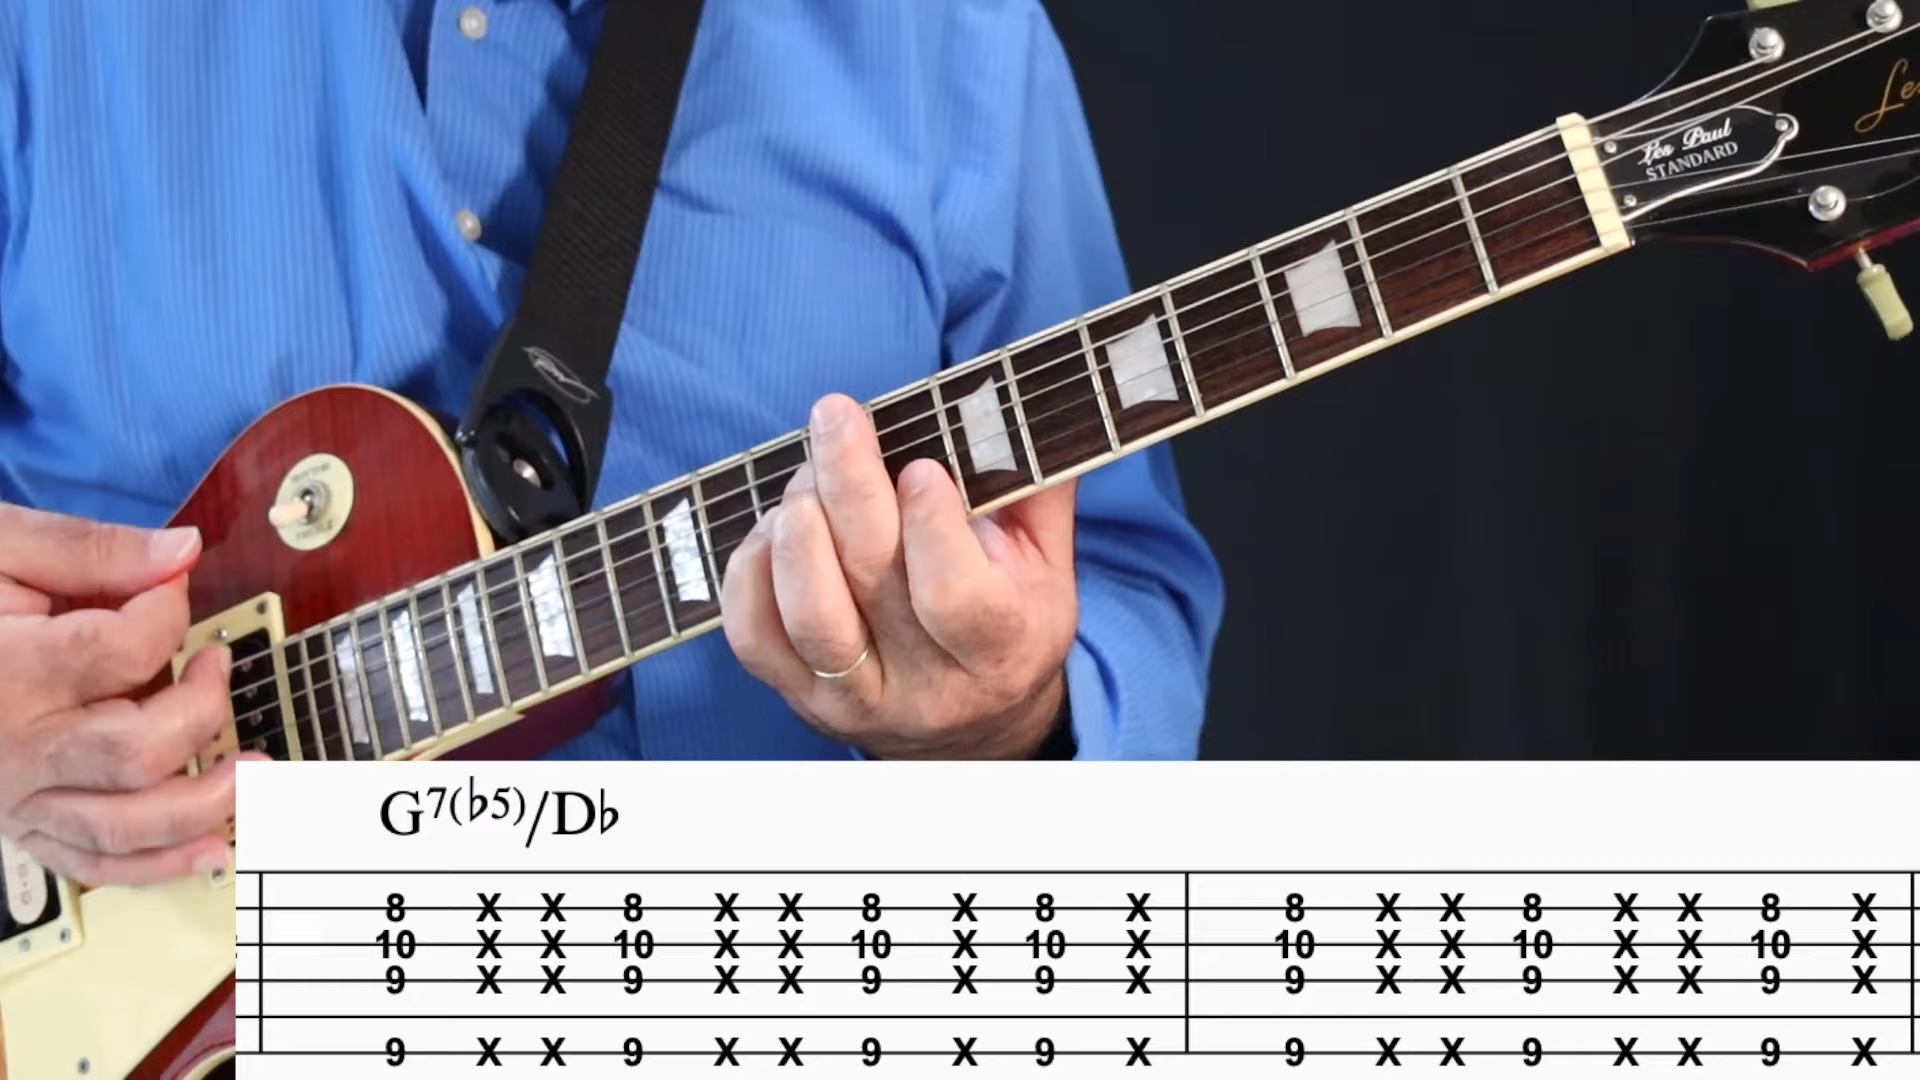 Les Paul
STANDARD
RHYTHM
G7(♭5)/D♭
8 X X 8 X X 8 X 8 X 8 X X 8 X X 8 X
10 X X 10 X X 10 X 10 X 10 X X 10 X X 10 X
9 X X 9 X X 9 X 9 X 9 X X 9 X X 9 X
9 X X 9 X X 9 X 9 X 9 X X 9 X X 9 X